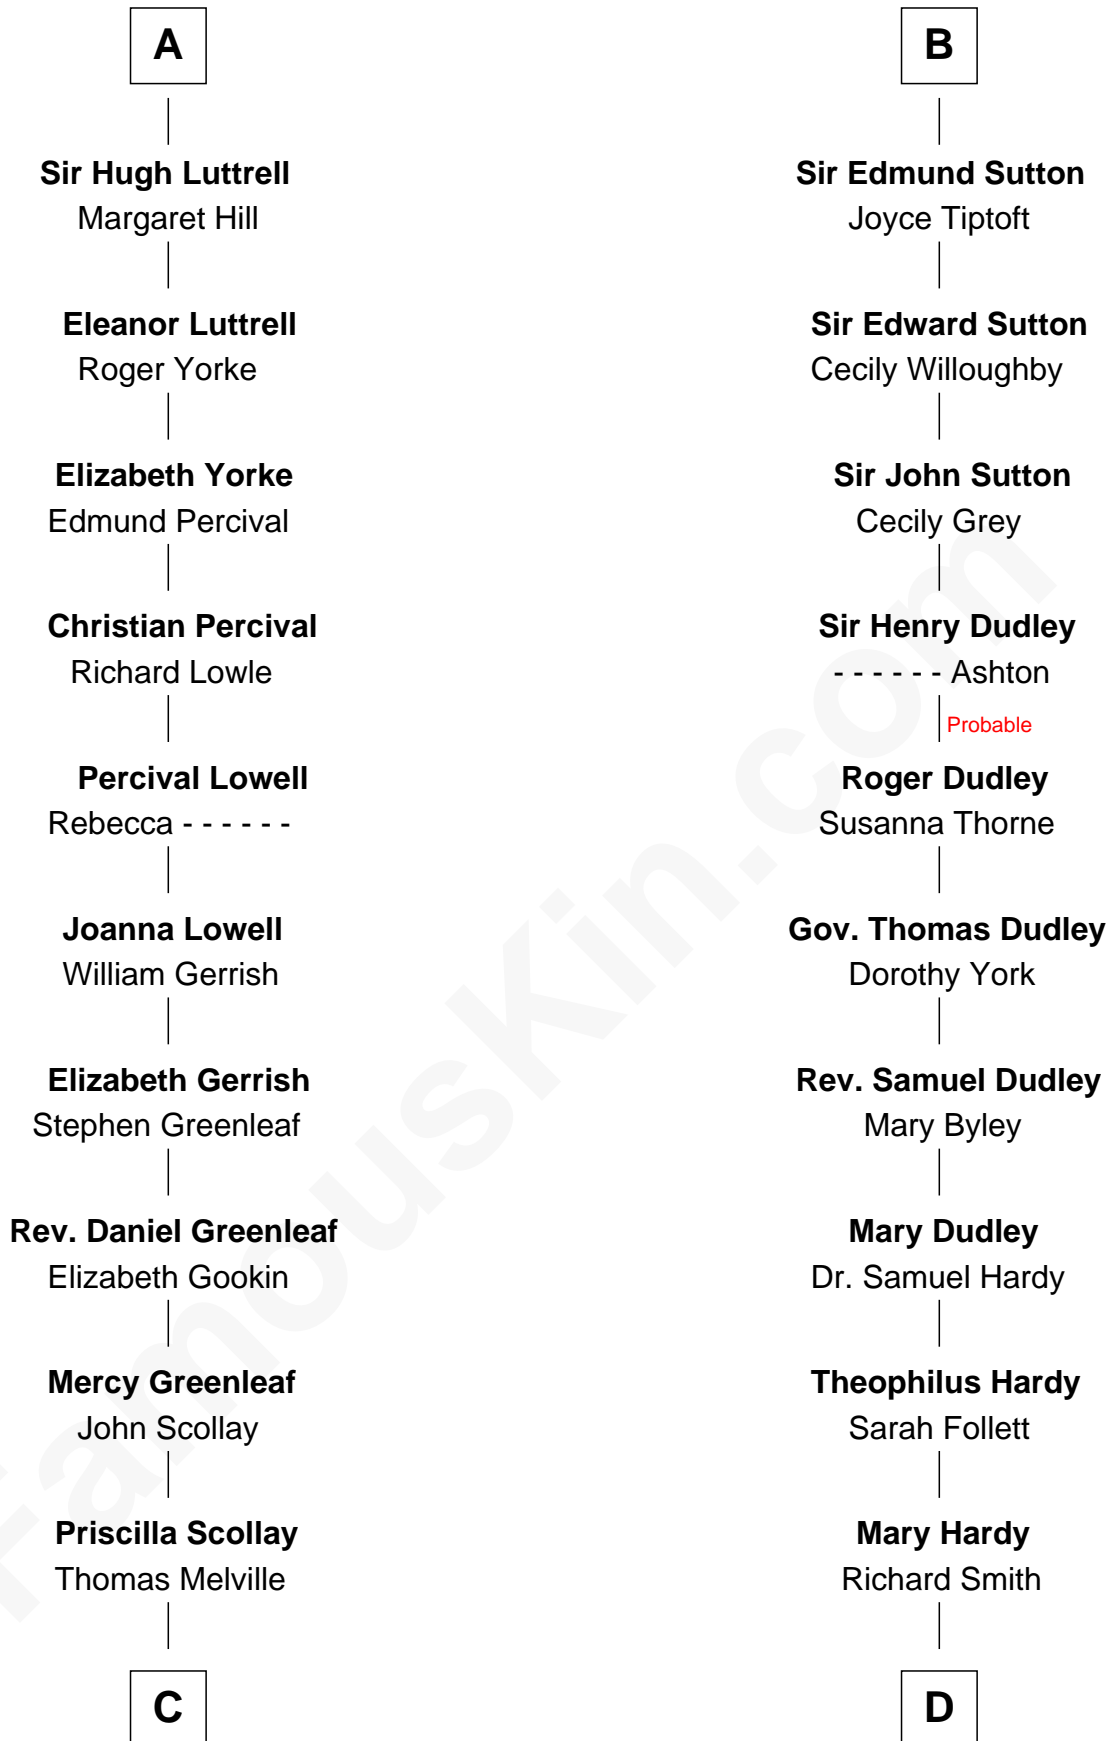 A
Sir Hugh Luttrell
Margaret Hill
Eleanor Luttrell
Roger Yorke
Elizabeth Yorke
Edmund Percival
Christian Percival
Richard Lowle
Percival Lowell
Rebecca - - - - - -
Joanna Lowell
William Gerrish
Elizabeth Gerrish
Stephen Greenleaf
Rev. Daniel Greenleaf
Elizabeth Gookin
Mercy Greenleaf
John Scollay
Priscilla Scollay
Thomas Melville
C
B
Sir Edmund Sutton
Joyce Tiptoft
Sir Edward Sutton
Cecily Willoughby
Sir John Sutton
Cecily Grey
Sir Henry Dudley
- - - - - - Ashton
Probable
Roger Dudley
Susanna Thorne
Gov. Thomas Dudley
Dorothy York
Rev. Samuel Dudley
Mary Byley
Mary Dudley
Dr. Samuel Hardy
Theophilus Hardy
Sarah Follett
Mary Hardy
Richard Smith
D
FamousKin.com